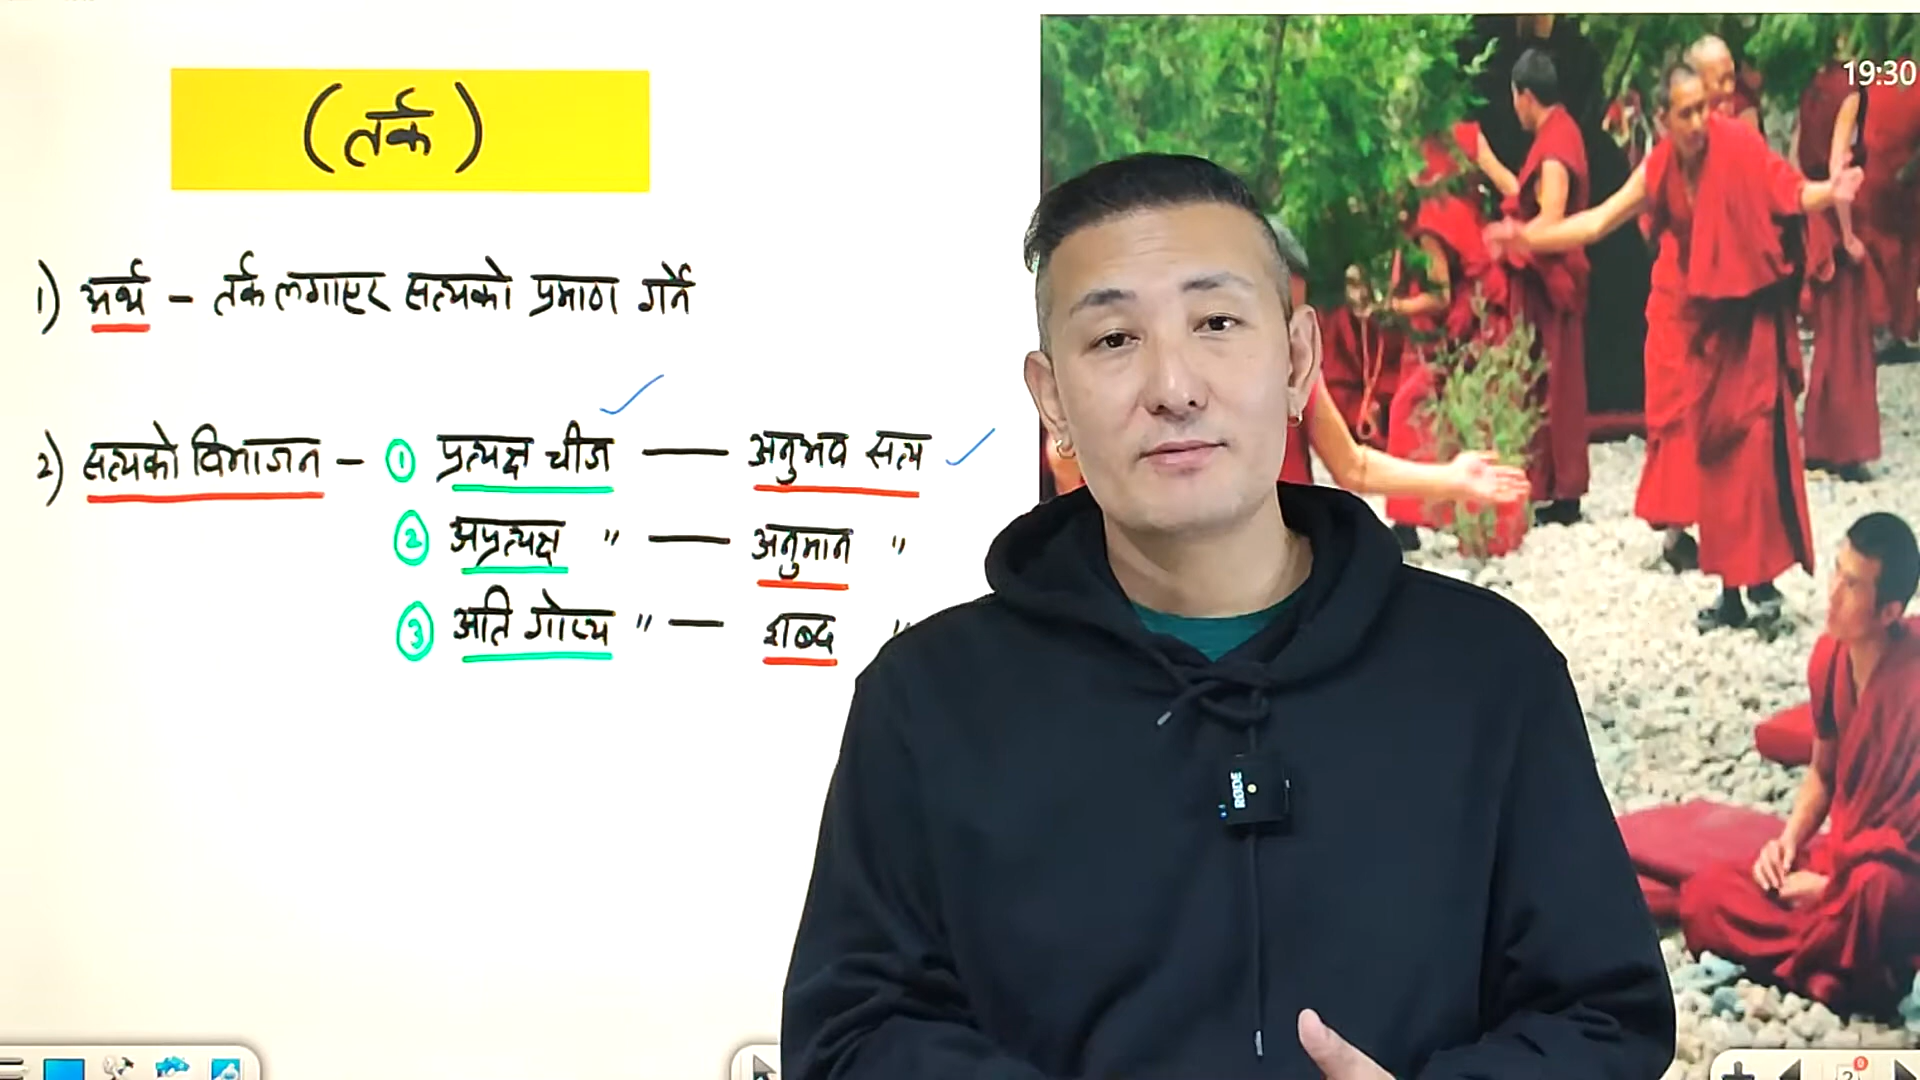 (तर्क)
19:30
1) अर्थ - तर्क लगाएर सत्यको प्रमाण गर्ने
2) सत्यको विभाजन - ① प्रत्यक्ष चीज — अनुभव सत्य
② अप्रत्यक्ष " — अनुमान "
③ अति गोप्य " — शब्द "
RØDE